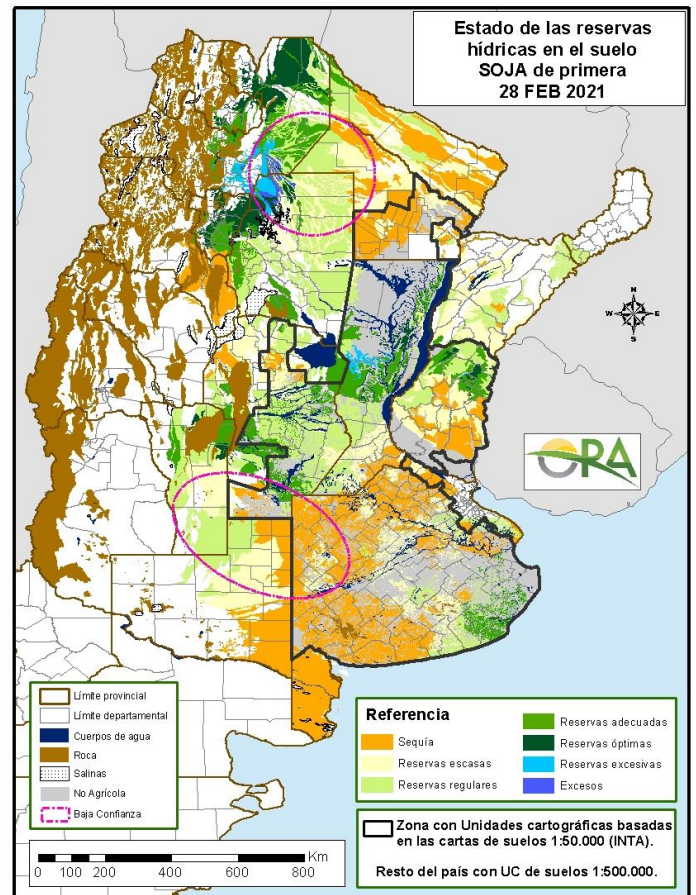 Estado de las reservas
hídricas en el suelo
SOJA de primera
28 FEB 2021
N
W E
S
ORA
Límite provincial
Límite departamental
Cuerpos de agua
Roca
Salinas
No Agrícola
Baja Confianza
Referencia
Sequía
Reservas escasas
Reservas regulares
Reservas adecuadas
Reservas óptimas
Reservas excesivas
Excesos
Zona con Unidades cartográficas basadas
en las cartas de suelos 1:50.000 (INTA).
Resto del país con UC de suelos 1:500.000.
Km
0 50 100 200 400 600 800